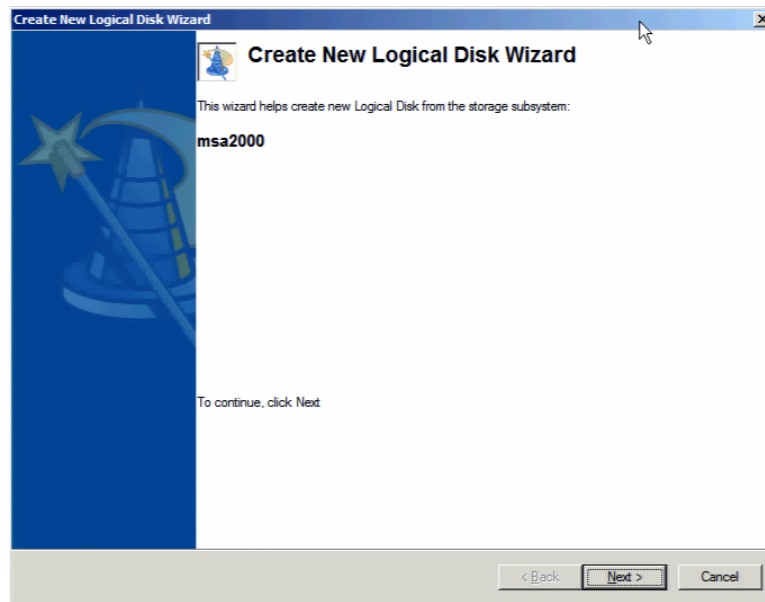 Create New Logical Disk Wizard
Create New Logical Disk Wizard
This wizard helps create new Logical Disk from the storage subsystem:
msa2000
To continue, click Next
< Back Next > Cancel